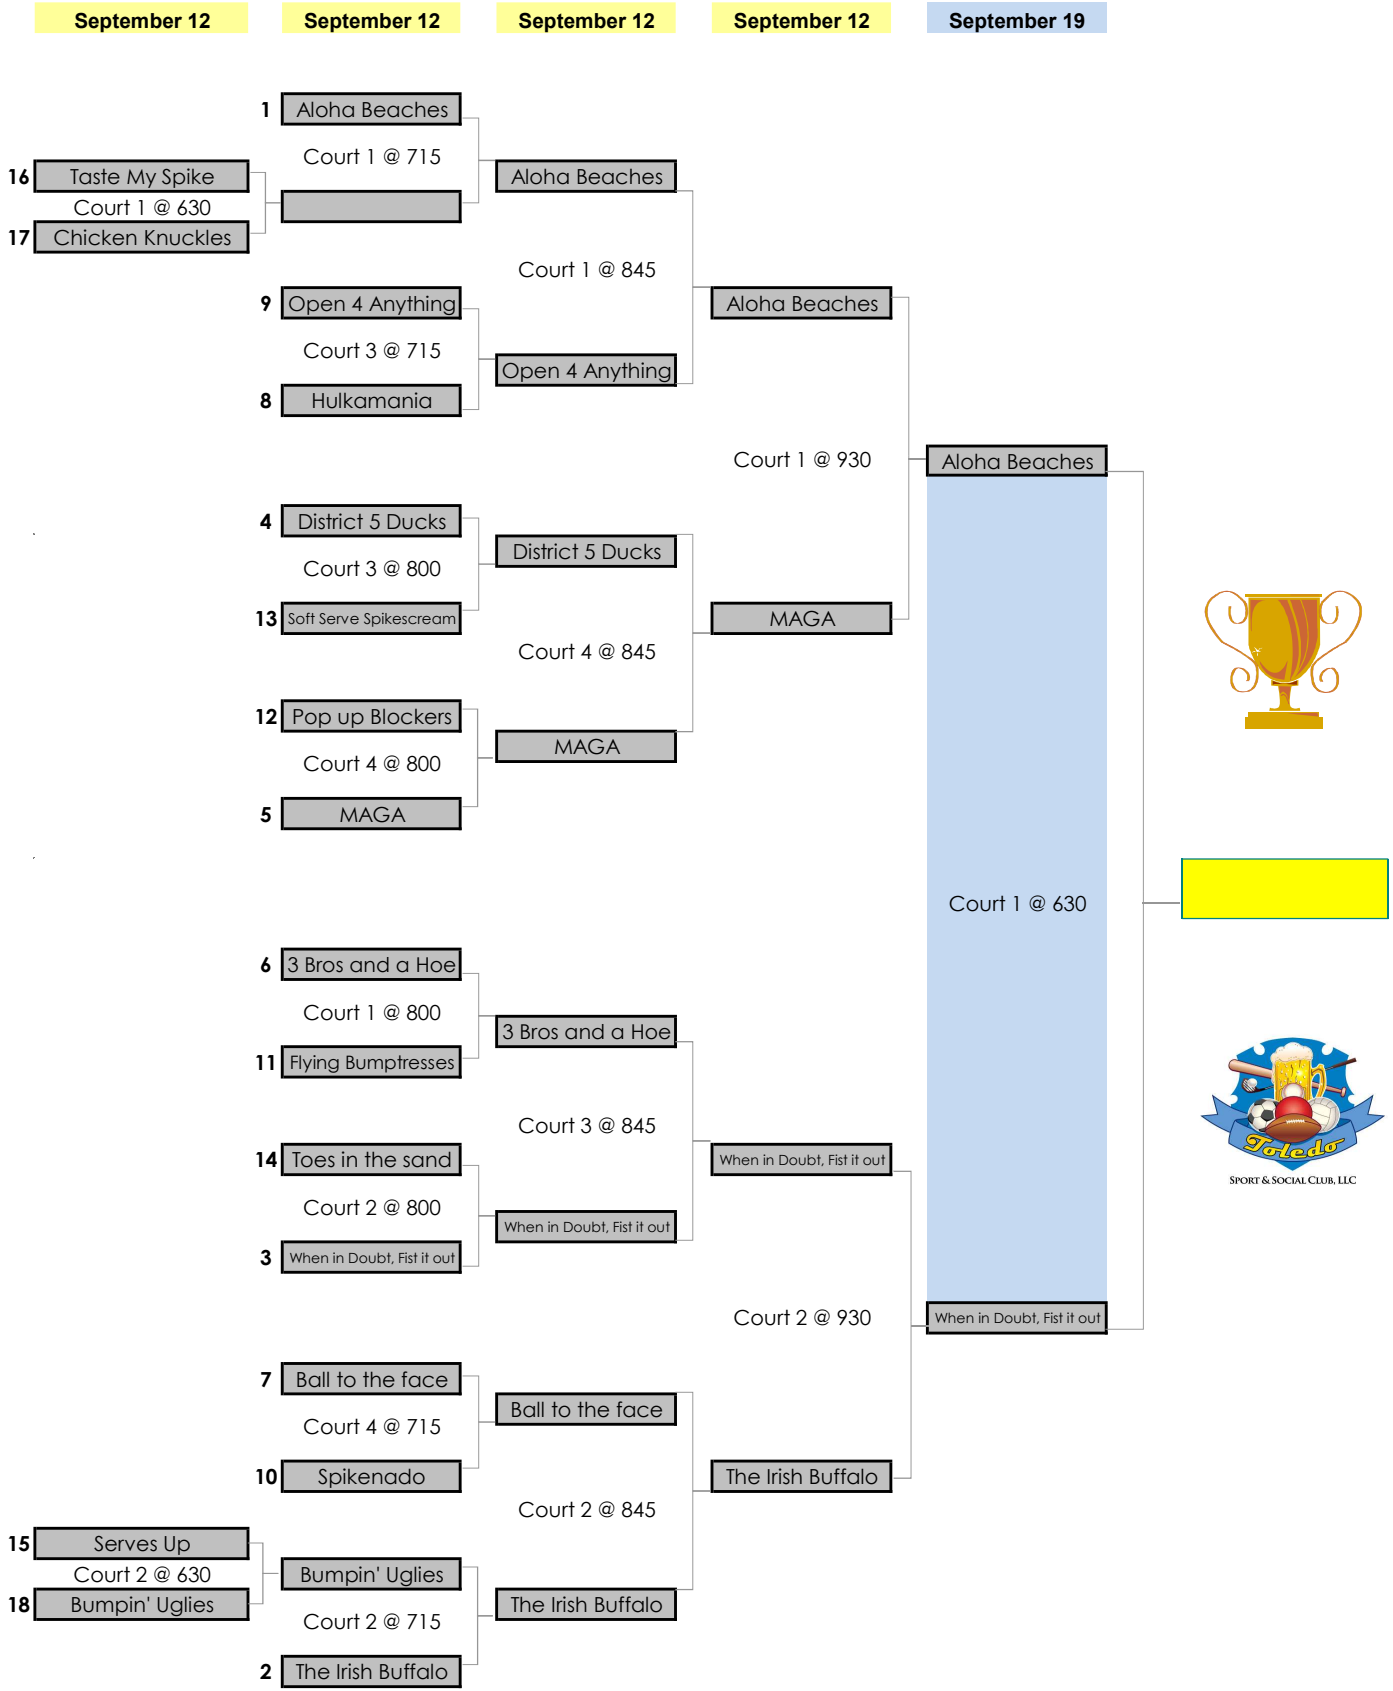 September 12 September 12 September 12 September 12 September 19
1 Aloha Beaches
Court 1 @ 715
16 Taste My Spike
Aloha Beaches
Court 1 @ 630
17 Chicken Knuckles
Court 1 @ 845
9 Open 4 Anything
Aloha Beaches
Court 3 @ 715
Open 4 Anything
8 Hulkamania
Court 1 @ 930
Aloha Beaches
4 District 5 Ducks
District 5 Ducks
Court 3 @ 800
13 Soft Serve Spikescream
MAGA
Court 4 @ 845
12 Pop up Blockers
MAGA
Court 4 @ 800
5 MAGA
Court 1 @ 630
6 3 Bros and a Hoe
Court 1 @ 800
3 Bros and a Hoe
11 Flying Bumptresses
Court 3 @ 845
14 Toes in the sand
When in Doubt, Fist it out
Toledo
SPORT & SOCIAL CLUB, LLC
Court 2 @ 800
When in Doubt, Fist it out
3 When in Doubt, Fist it out
Court 2 @ 930
When in Doubt, Fist it out
7 Ball to the face
Ball to the face
Court 4 @ 715
10 Spikenado
The Irish Buffalo
Court 2 @ 845
15 Serves Up
Court 2 @ 630
Bumpin' Uglies
18 Bumpin' Uglies
The Irish Buffalo
Court 2 @ 715
2 The Irish Buffalo